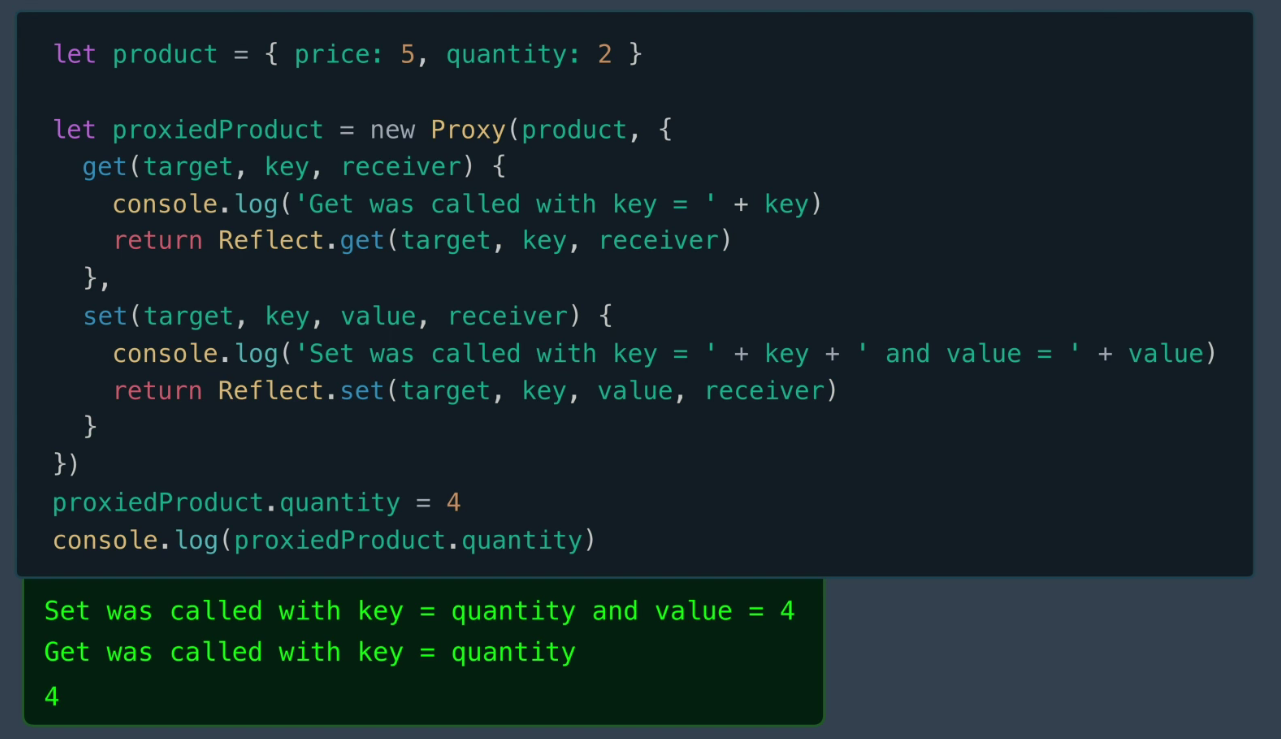 let product = { price: 5, quantity: 2 }

let proxiedProduct = new Proxy(product, {
  get(target, key, receiver) {
    console.log('Get was called with key = ' + key)
    return Reflect.get(target, key, receiver)
  },
  set(target, key, value, receiver) {
    console.log('Set was called with key = ' + key + ' and value = ' + value)
    return Reflect.set(target, key, value, receiver)
  }
})
proxiedProduct.quantity = 4
console.log(proxiedProduct.quantity)
Set was called with key = quantity and value = 4
Get was called with key = quantity
4